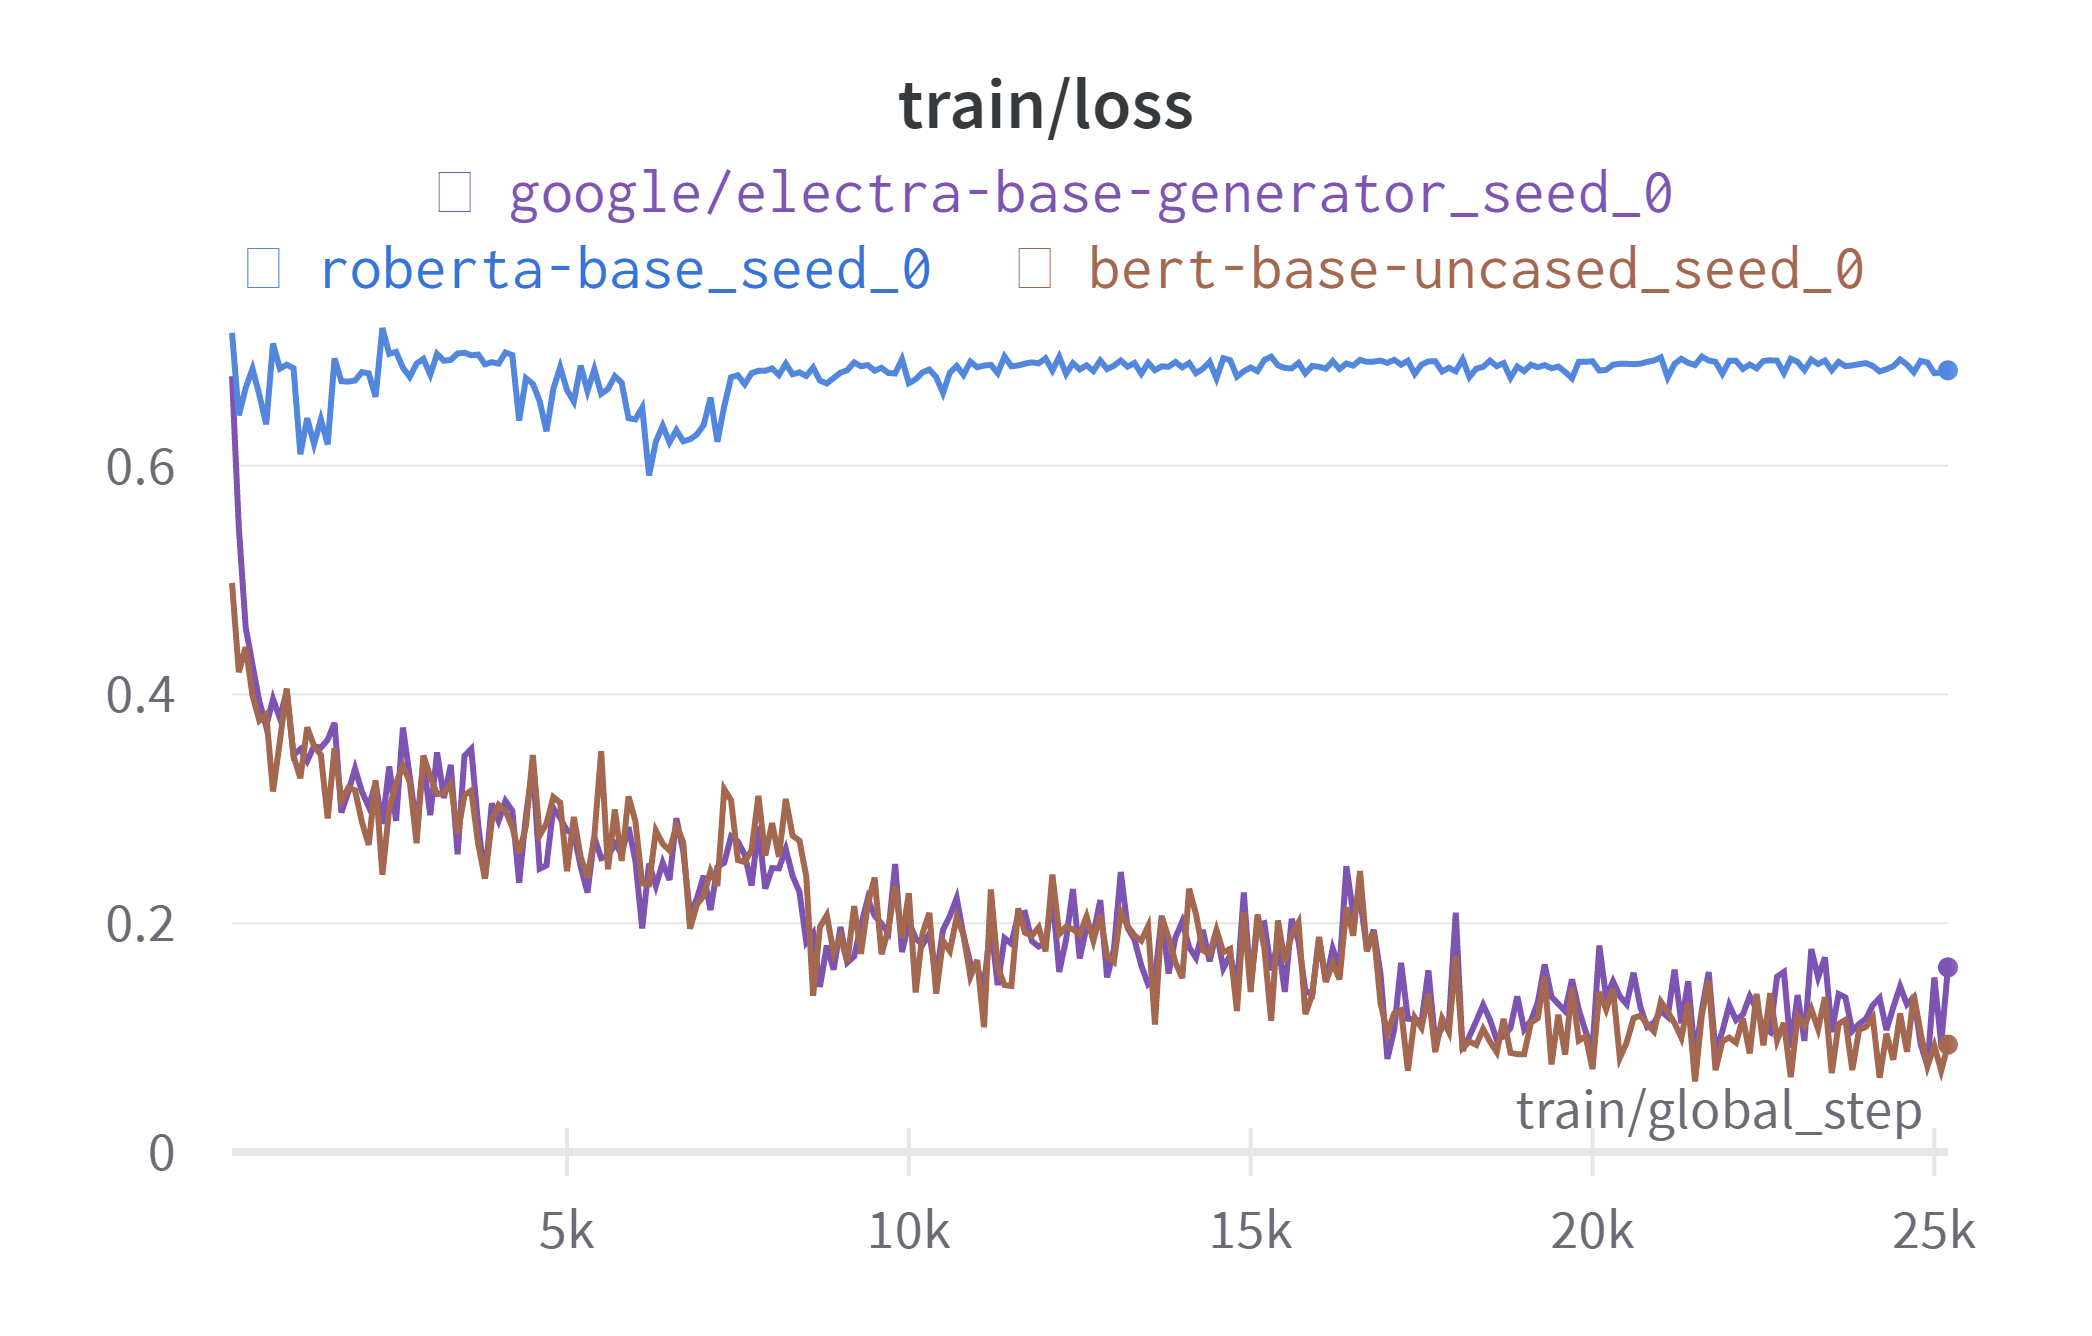 train/loss
google/electra-base-generator_seed_0
roberta-base_seed_0 bert-base-uncased_seed_0
0.6
0.4
0.2
train/global_step
0
5k 10k 15k 20k 25k